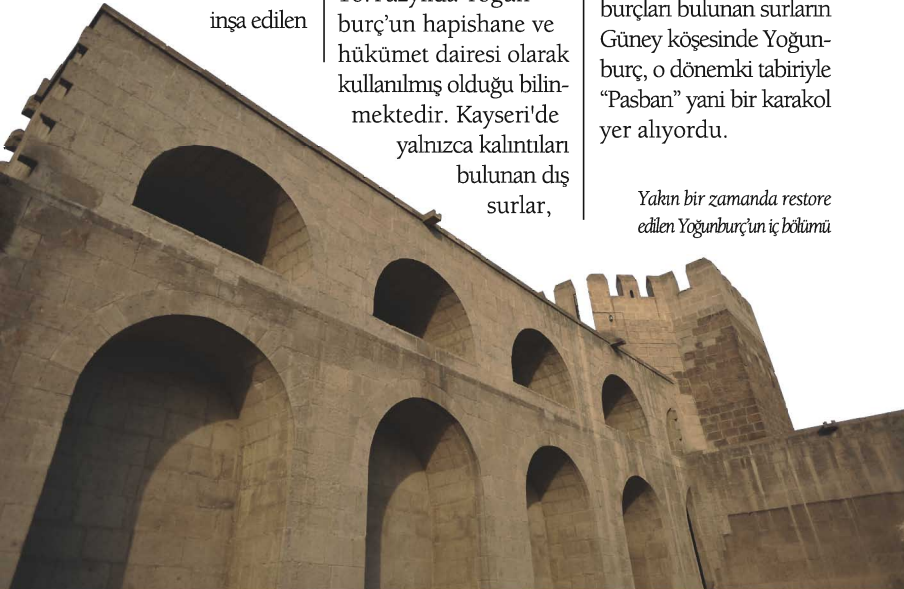 inşa edilen
burç’un hapishane ve
hükümet dairesi olarak
kullanılmış olduğu bilin-
mektedir. Kayseri'de
yalnızca kalıntıları
bulunan dış
surlar,
burçları bulunan surların
Güney köşesinde Yoğun-
burç, o dönemki tabiriyle
“Pasban” yani bir karakol
yer alıyordu.
Yakın bir zamanda restore
edilen Yoğunburç’un iç bölümü